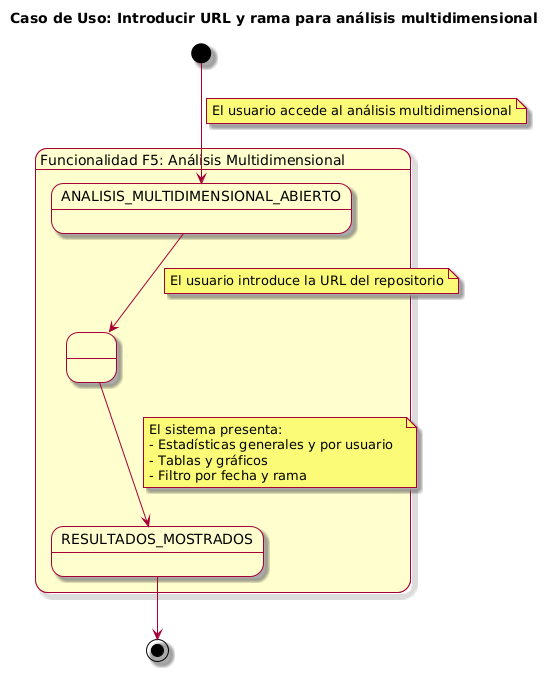 Caso de Uso: Introducir URL y rama para análisis multidimensional
El usuario accede al análisis multidimensional
Funcionalidad F5: Análisis Multidimensional
ANALISIS_MULTIDIMENSIONAL_ABIERTO
El usuario introduce la URL del repositorio
El sistema presenta:
- Estadísticas generales y por usuario
- Tablas y gráficos
- Filtro por fecha y rama
RESULTADOS_MOSTRADOS